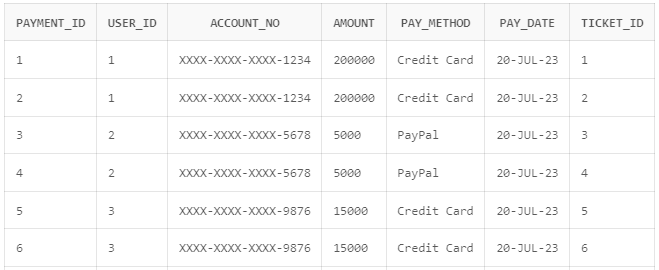 PAYMENT_ID USER_ID ACCOUNT_NO AMOUNT PAY_METHOD PAY_DATE TICKET_ID
1 1 XXXX-XXXX-XXXX-1234 200000 Credit Card 20-JUL-23 1
2 1 XXXX-XXXX-XXXX-1234 200000 Credit Card 20-JUL-23 2
3 2 XXXX-XXXX-XXXX-5678 5000 PayPal 20-JUL-23 3
4 2 XXXX-XXXX-XXXX-5678 5000 PayPal 20-JUL-23 4
5 3 XXXX-XXXX-XXXX-9876 15000 Credit Card 20-JUL-23 5
6 3 XXXX-XXXX-XXXX-9876 15000 Credit Card 20-JUL-23 6